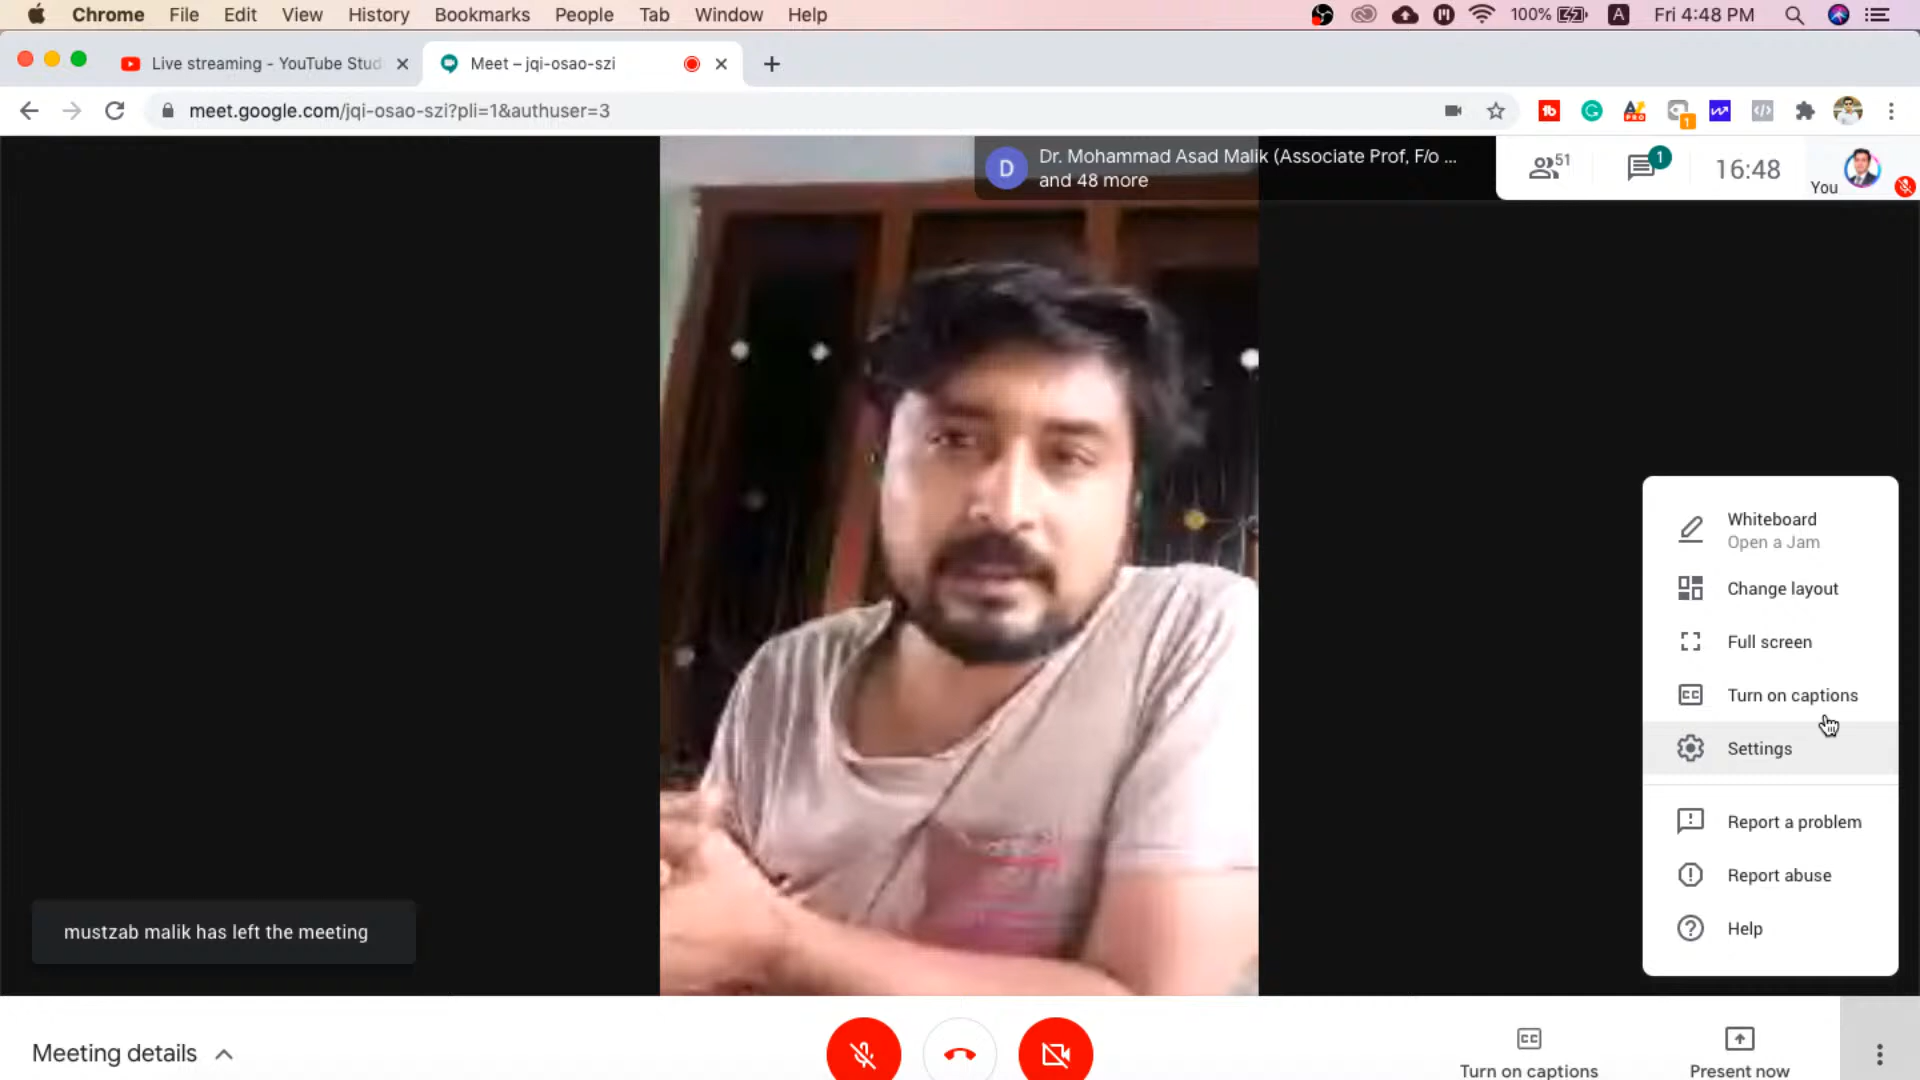 Chrome File Edit View History Bookmarks People Tab Window Help 100% A Fri 4:48 PM
Live streaming - YouTube Stud
Meet – jqi-osao-szi
meet.google.com/jqi-osao-szi?pli=1&authuser=3
1
D
Dr. Mohammad Asad Malik (Associate Prof, F/o ...
and 48 more
51
1
16:48
You
Whiteboard
Open a Jam
Change layout
Full screen
Turn on captions
Settings
Report a problem
Report abuse
Help
mustzab malik has left the meeting
Meeting details
Turn on captions
Present now